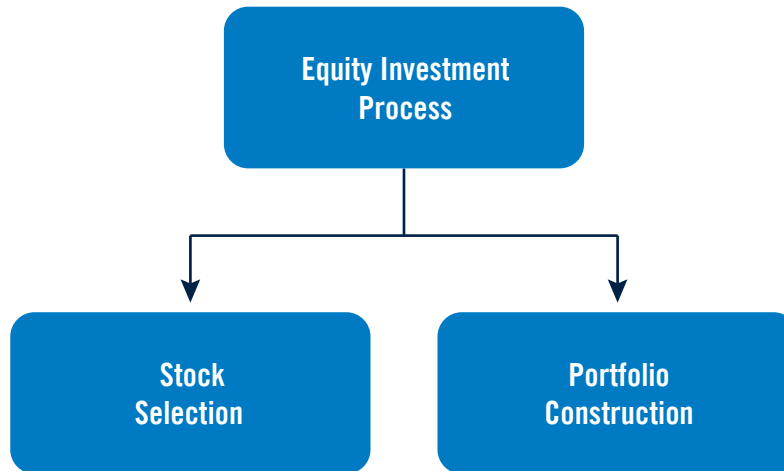 Equity Investment
Process
Stock
Selection
Portfolio
Construction